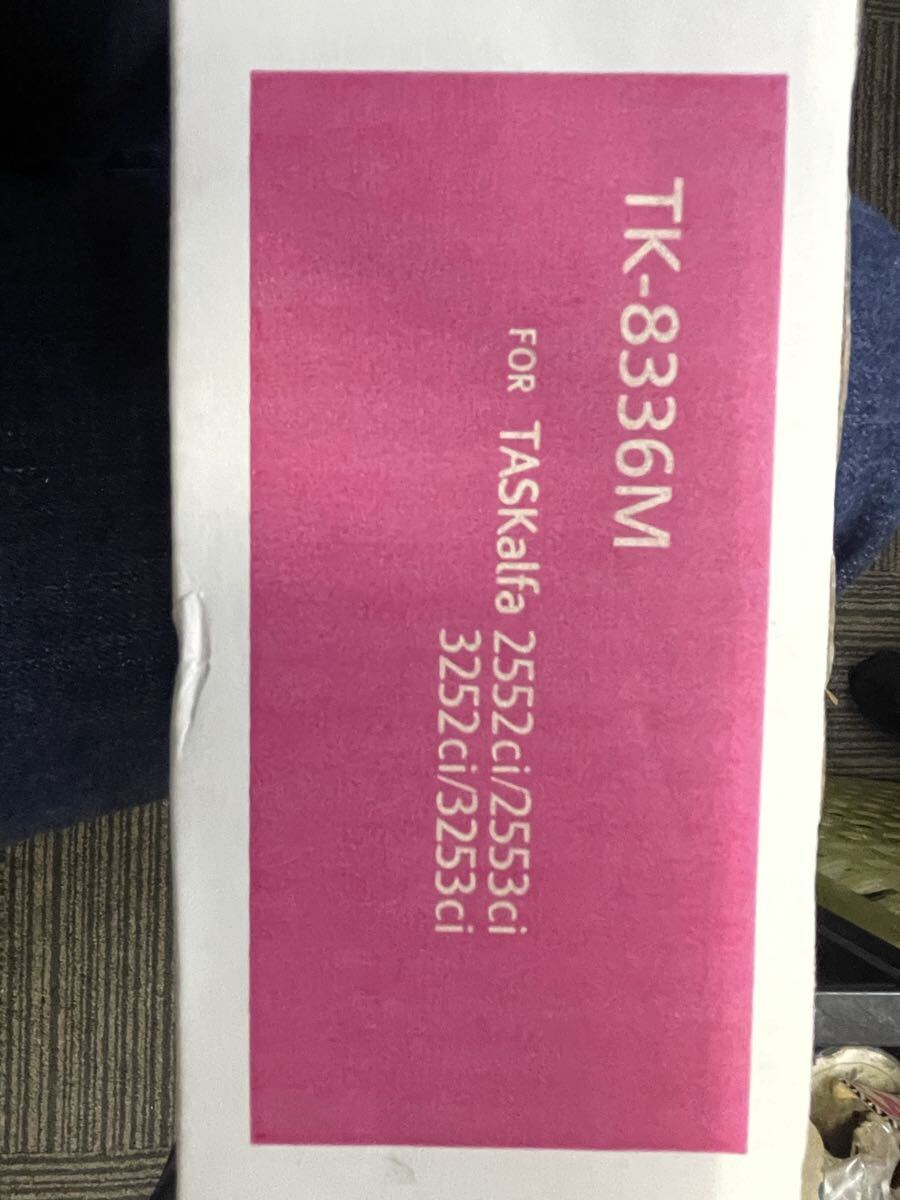 TK-8336M
FOR TASKalfa 2552ci/2553ci
3252ci/3253ci